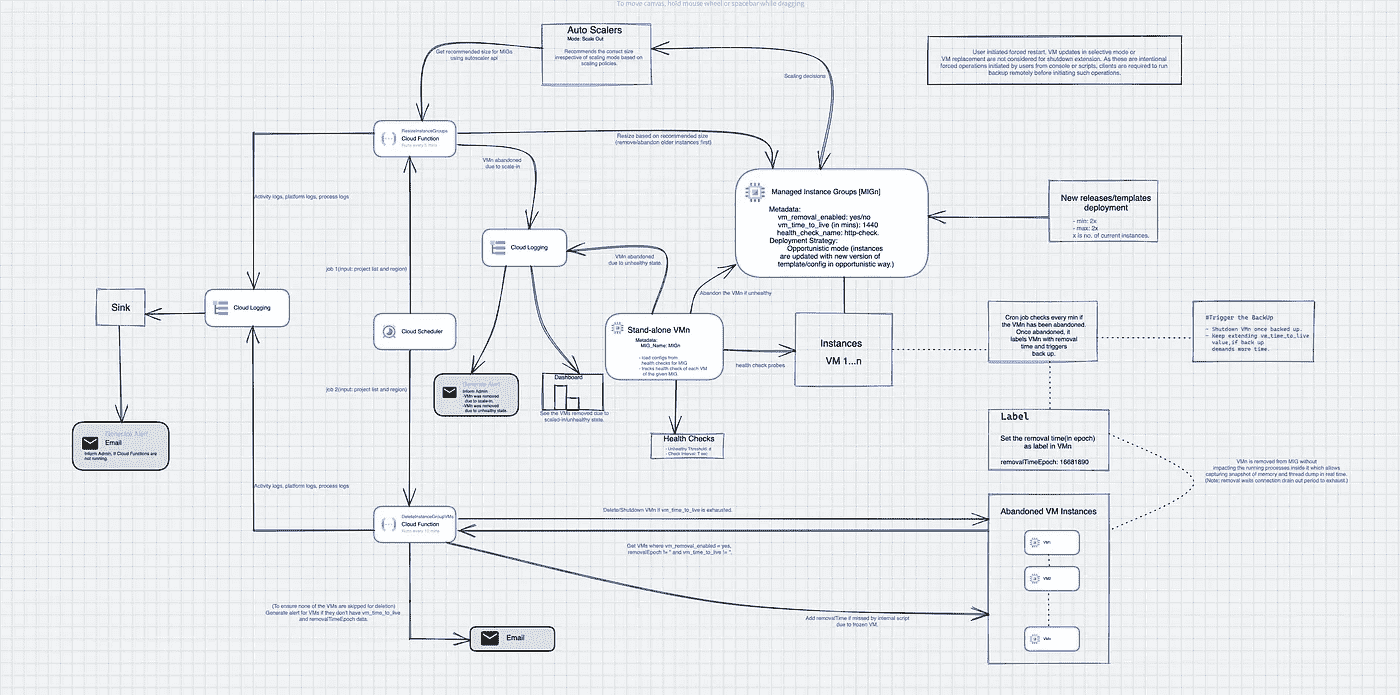 To move canvas, hold mouse wheel or spacebar while dragging
Auto Scalers
Mode: Scale Out
Recommends the correct size
irrespective of scaling mode based on
scaling policies.
Get recommended size for MIGs
using autoscaler api
Scaling decisions
User initiated forced restart, VM updates in selective mode or
VM replacement are not considered for shutdown extension. As these are intentional
forced operations initiated by users from console or scripts, clients are required to run
backup remotely before initiating such operations.
ResizeInstanceGroups
Cloud Function
Resize based on recommended size
(remove/abandon older instances first)
VMn abandoned
due to scale-in
Activity logs, platform logs, process logs
Managed Instance Groups [MIGn]
Metadata:
vm_removal_enabled: yes/no
vm_time_to_live (in mins): 1440
health_check_name: http-check.
Deployment Strategy:
Opportunistic mode (instances
are updated with new version of
template/config in opportunistic way.)
New releases/templates
deployment
- min: 2x
- max: 2x
x is no. of current instances.
Cloud Logging
VMn abandoned
due to unhealthy state.
job 1(input: project list and region)
Abandon the VMn if unhealthy
Sink
Cloud Logging
Cloud Scheduler
Stand-alone VMn
Metadata:
MIG_Name: MIGn
- load configs from
health checks for MIG
- tracks health check of each VM
of the given MIG
health check probes
Instances
VM 1...n
Cron job checks every min if
the VMn has been abandoned.
Once abandoned, it
labels VMn with removal
time and triggers
back up.
#Trigger the BackUp
- Shutdown VMn once backed up.
- Keep extending vm_time_to_live
value,if back up
demands more time.
job 2(input: project list and region)
Generate Alert
Inform Admin
-VMn was removed
due to scale-in.
-VMn was removed
due to unhealthy state.
Dashboard
See the VMs removed due to
scaled-in/unhealthy state.
Health Checks
- Unhealthy Threshold: 4
- Check Interval: 7 sec
Label
Set the removal time(in epoch)
as label in VMn
removalTimeEpoch: 16681890
Generate Alert
Email
Inform Admin, If Cloud Functions are
not running.
VMn is removed from MIG without
impacting the running processes inside it which allows
capturing snapshot of memory and thread dump in real time.
(Note: removal waits connection drain out period to exhaust.)
Activity logs, platform logs, process logs
DeleteInstanceGroupVMs
Cloud Function
Delete/Shutdown VMn if vm_time_to_live is exhausted.
Get VMs where vm_removal_enabled = yes,
removalEpoch != '' and vm_time_to_live != ''.
Abandoned VM Instances
VM1
VM2
VMn
(To ensure none of the VMs are skipped for deletion)
Generate alert for VMs if they don't have vm_time_to_live
and removalTimeEpoch data.
Add removalTime if missed by internal script
due to frozen VM.
Email